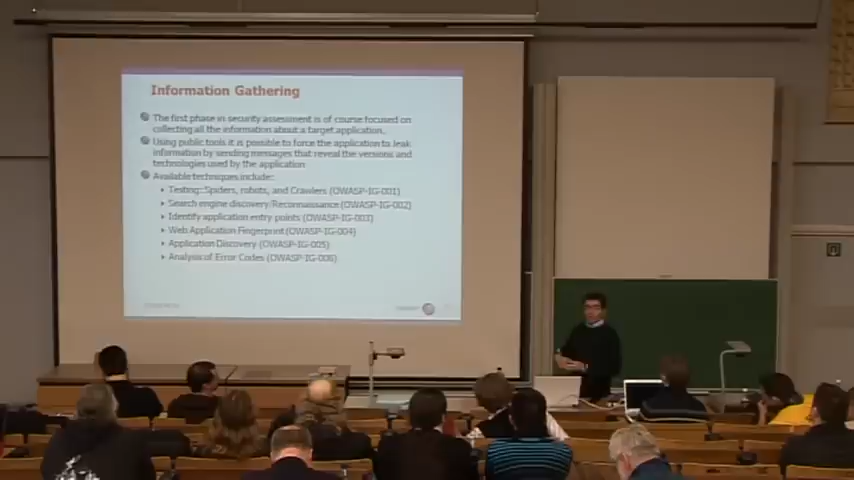 Information Gathering
The first phase in security assessment is of course focused on
collecting all the information about a target application.
Using public tools it is possible to force the application to leak
information by sending messages that reveal the versions and
technologies used by the application
Available techniques include:
Testing: Spiders, robots, and Crawlers (OWASP-IG-001)
Search engine discovery/Reconnaissance (OWASP-IG-002)
Identify application entry points (OWASP-IG-003)
Web Application Fingerprint (OWASP-IG-004)
Application Discovery (OWASP-IG-005)
Analysis of Error Codes (OWASP-IG-006)